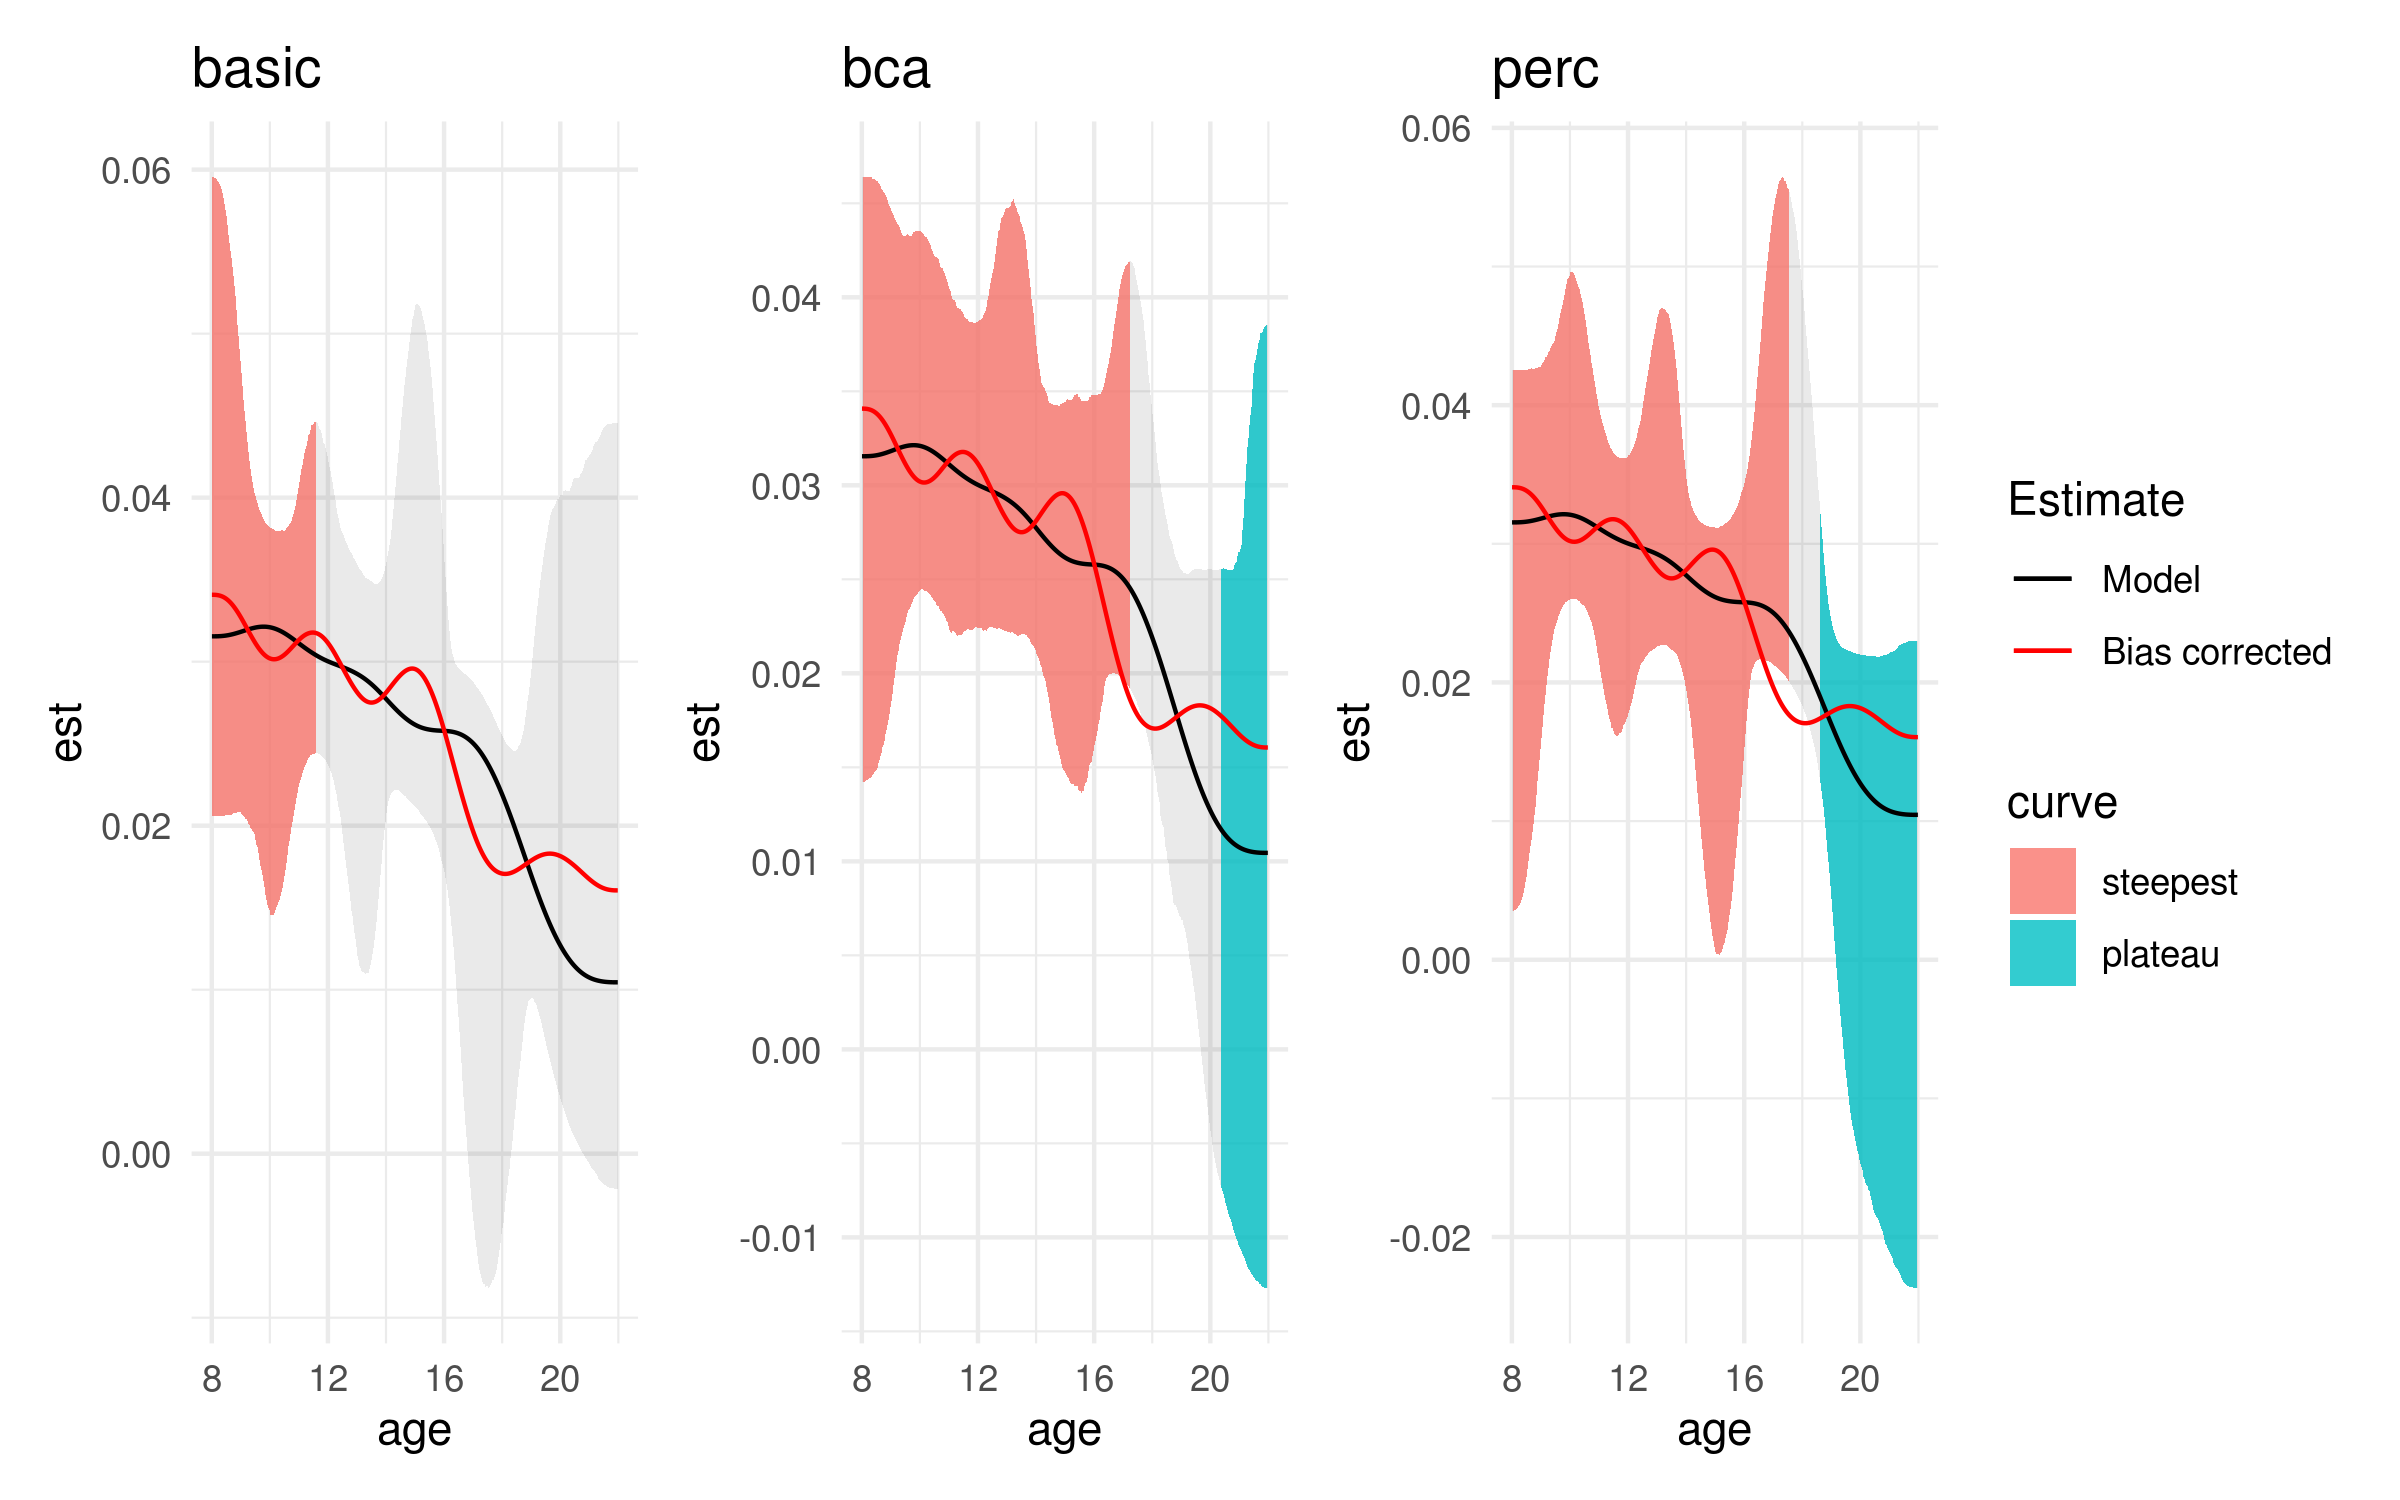 basic
0.06
0.04
0.02
0.00
est
8 12 16 20
age
bca
0.04
0.03
0.02
0.01
0.00
-0.01
est
8 12 16 20
age
perc
0.06
0.04
0.02
0.00
-0.02
est
8 12 16 20
age
Estimate
Model
Bias corrected
curve
steepest
plateau